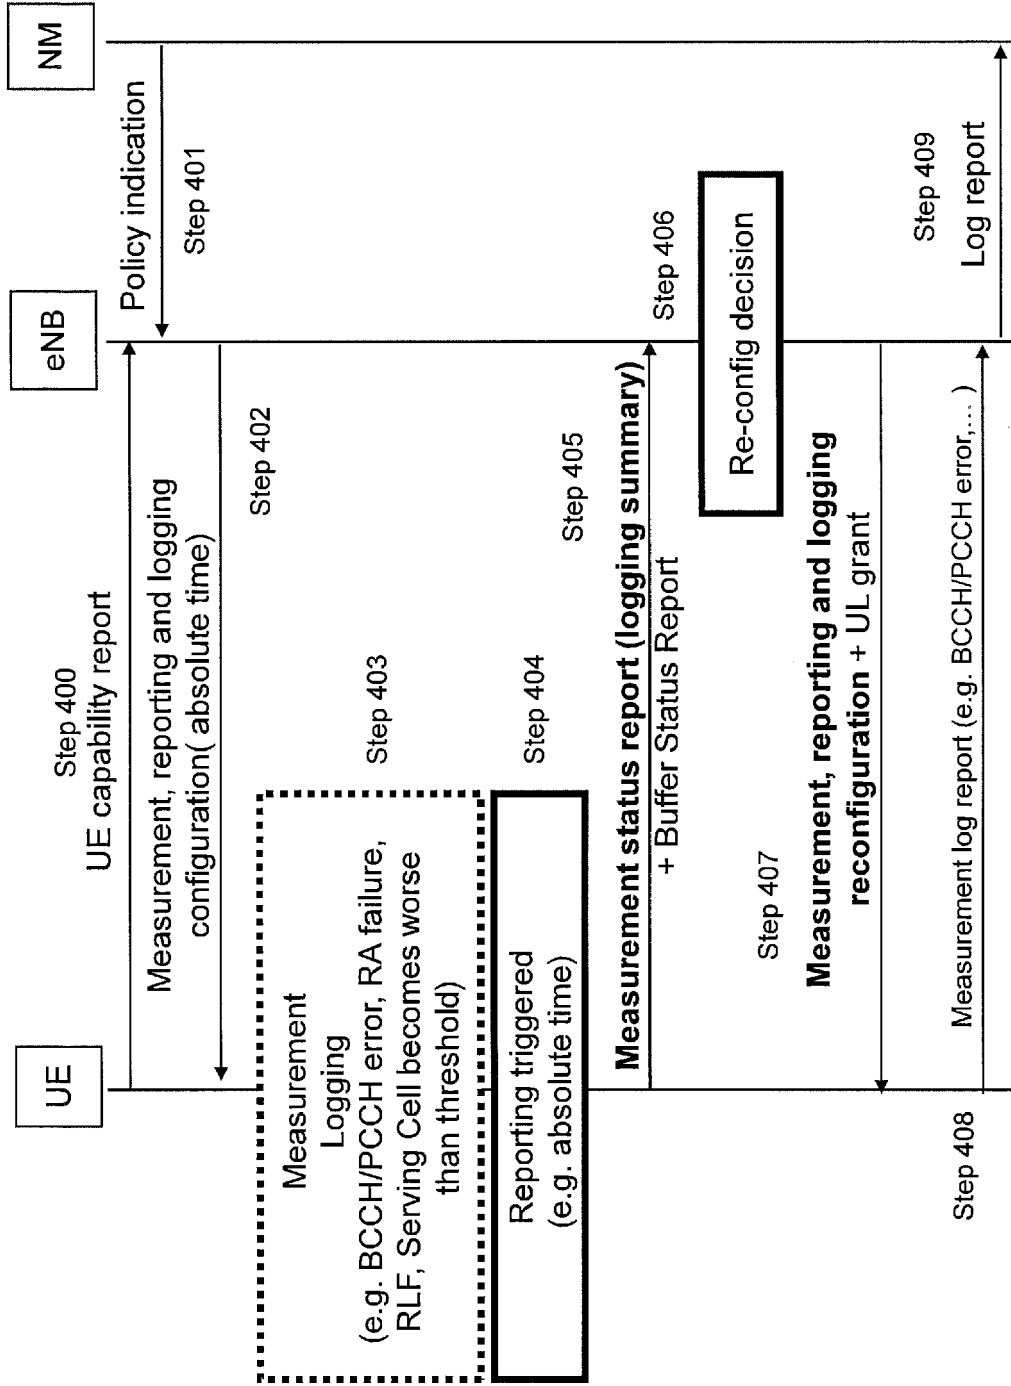 UE
eNB
NM
Step 400
UE capability report
Policy indication
Step 401
Measurement, reporting and logging
configuration( absolute time)
Step 402
Measurement
Logging
(e.g. BCCH/PCCH error, RA failure,
RLF, Serving Cell becomes worse
than threshold)
Step 403
Reporting triggered
(e.g. absolute time)
Step 404
Step 405
Measurement status report (logging summary)
+ Buffer Status Report
Step 406
Re-config decision
Step 407
Measurement, reporting and logging
reconfiguration + UL grant
Step 408
Measurement log report (e.g. BCCH/PCCH error,... )
Step 409
Log report